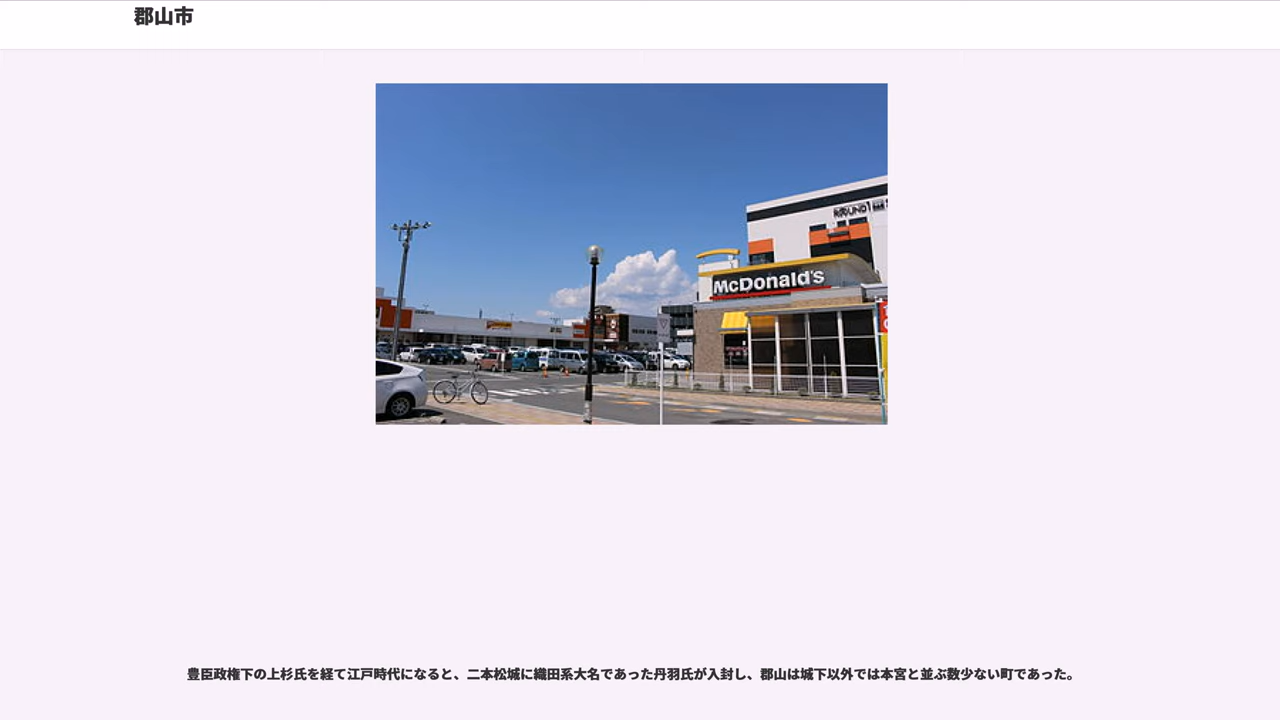 郡山市
ROUND1
McDonald's
豊臣政権下の上杉氏を経て江戸時代になると、二本松城に織田系大名であった丹羽氏が入封し、郡山は城下以外では本宮と並ぶ数少ない町であった。